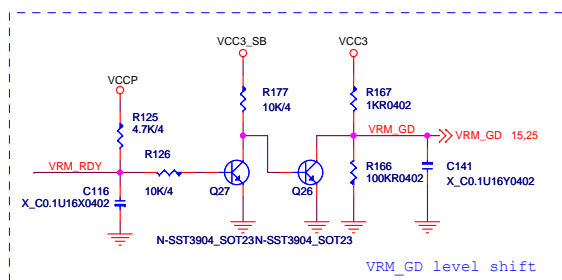 VCC3_SB
VCC3
VCCP
R177
10K/4
R167
1KR0402
R125
4.7K/4
VRM_GD
VRM_GD 15,25
R126
VRM_RDY
R166
100KR0402
C141
X_C0.1U16Y0402
C116
X_C0.1U16X0402
10K/4
Q27
Q26
N-SST3904_SOT23
N-SST3904_SOT23
VRM_GD level shift